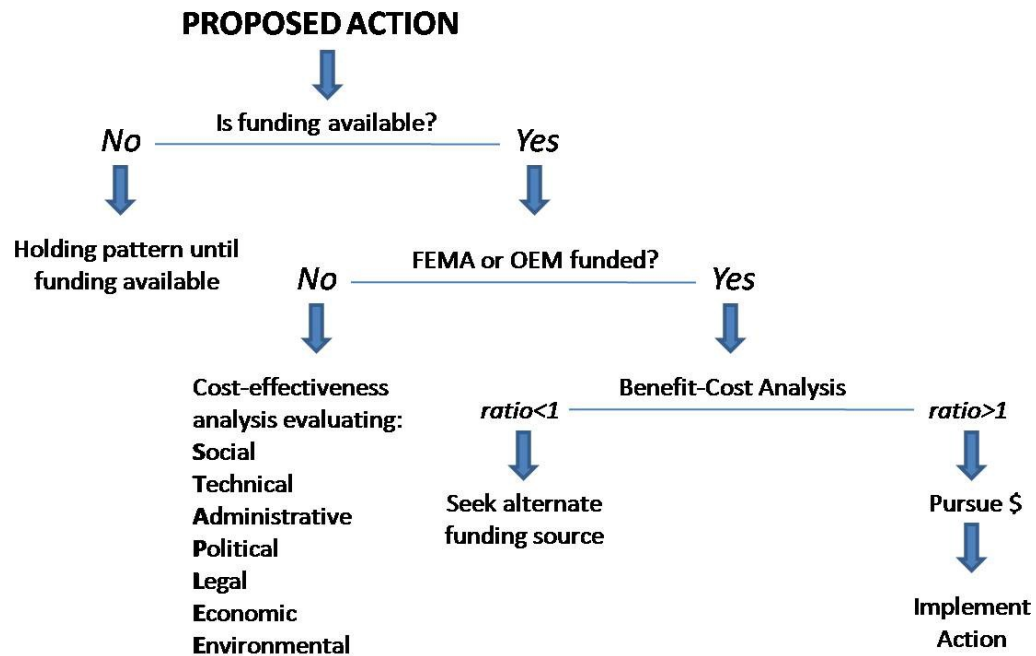 PROPOSED ACTION
Is funding available?
No
Yes
Holding pattern until
funding available
FEMA or OEM funded?
No
Yes
Cost-effectiveness
analysis evaluating:
Social
Technical
Administrative
Political
Legal
Economic
Environmental
Benefit-Cost Analysis
ratio<1
ratio>1
Seek alternate
funding source
Pursue $
Implement
Action